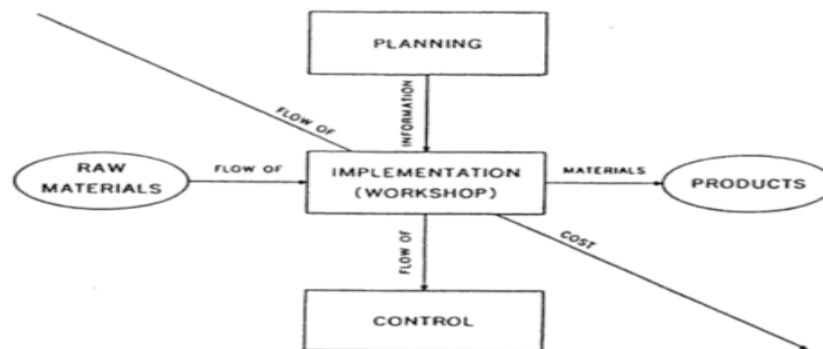 PLANNING
FLOW OF
INFORMATION
RAW
MATERIALS
FLOW OF
IMPLEMENTATION
(WORKSHOP)
MATERIALS
PRODUCTS
FLOW OF
COST
CONTROL